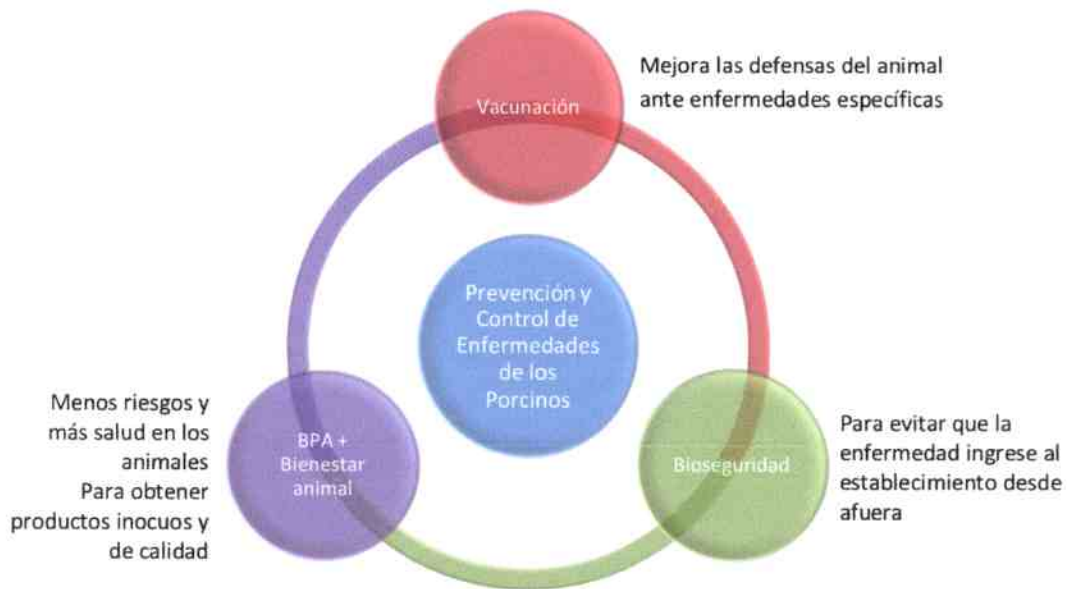 Vacunación
Mejora las defensas del animal
ante enfermedades específicas
Prevención y
Control de
Enfermedades
de los
Porcinos
Menos riesgos y
más salud en los
animales
Para obtener
productos inocuos y
de calidad
BPA +
Bienestar
animal
Bioseguridad
Para evitar que la
enfermedad ingrese al
establecimiento desde
afuera